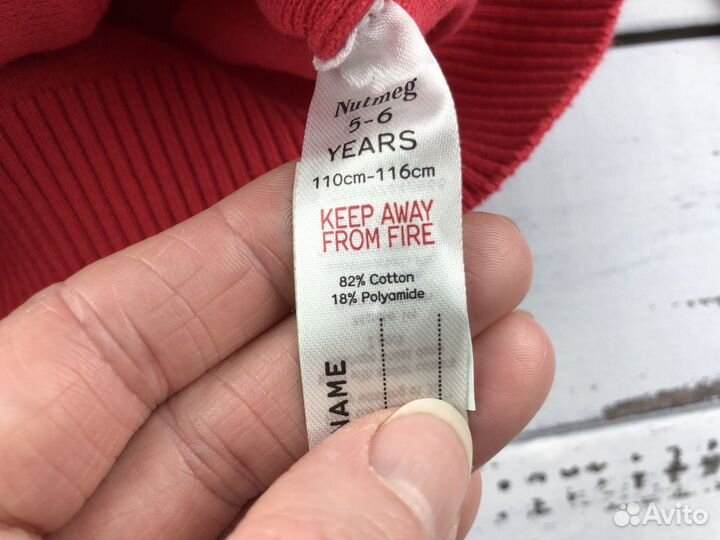 Nutmeg
5-6
YEARS
110cm-116cm
KEEP AWAY
FROM FIRE
82% Cotton
18% Polyamide
NAME
Avito